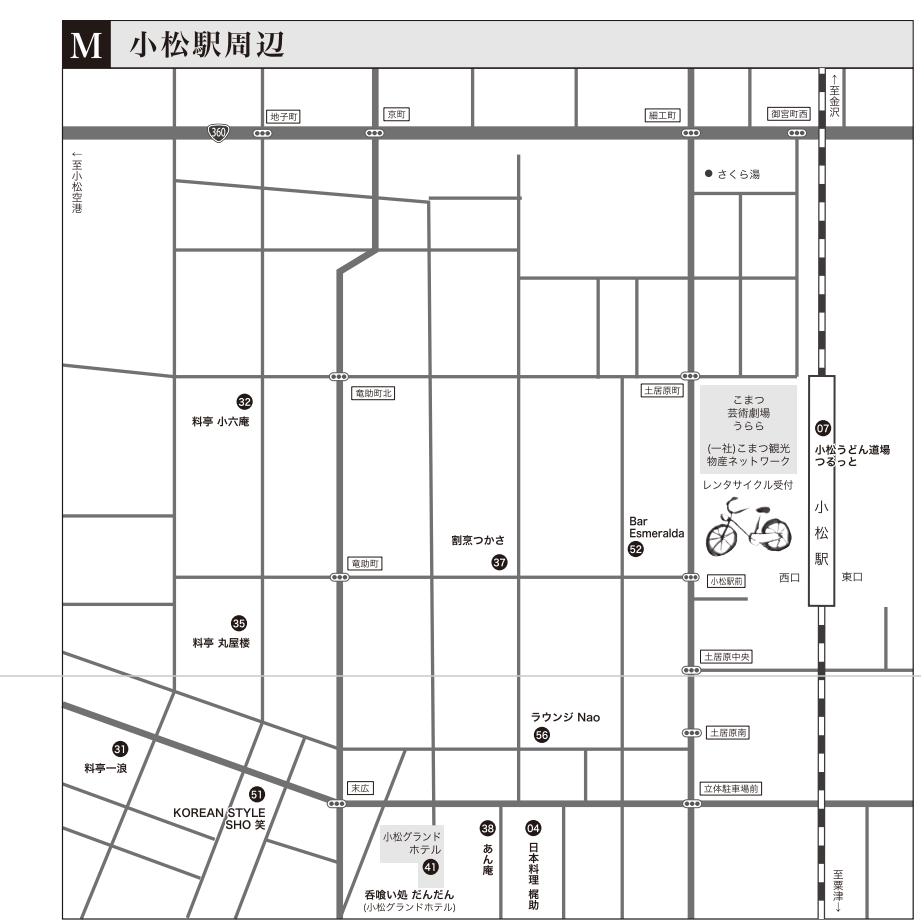 M 小松駅周辺
↑至金沢
地子町
京町
細工町
御宮町西
360
←至小松空港
さくら湯
竜助町北
土居原町
32
料亭 小六庵
こまつ
芸術劇場
うらら
(一社)こまつ観光
物産ネットワーク
レンタサイクル受付
07
小松うどん道場
つるっと
小松駅
Bar
Esmeralda
52
割烹つかさ
37
竜助町
小松駅前
西口
東口
35
料亭 丸屋楼
土居原中央
ラウンジ Nao
56
土居原南
31
料亭一浪
51
KOREAN STYLE
SHO 笑
末広
立体駐車場前
小松グランド
ホテル
41
呑喰い処 だんだん
(小松グランドホテル)
38
あん庵
04
日本料理 梶助
至粟津→